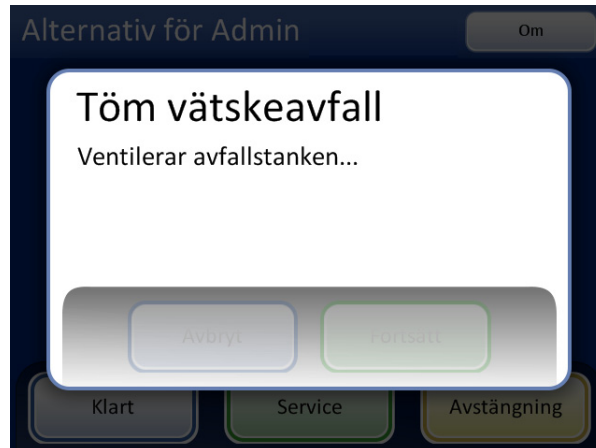 Alternativ för Admin
Om
Töm vätskeavfall
Ventilerar avfallstanken...
Avbryt
Fortsätt
Klart
Service
Avstängning